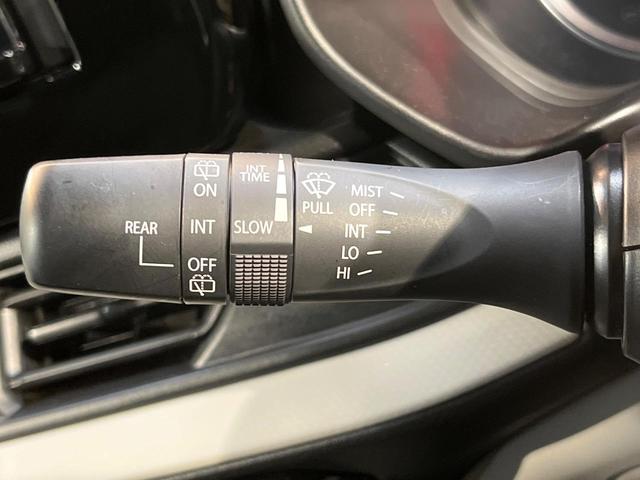 REAR
ON
INT
OFF
INT
TIME
SLOW
PULL
MIST
OFF
INT
LO
HI